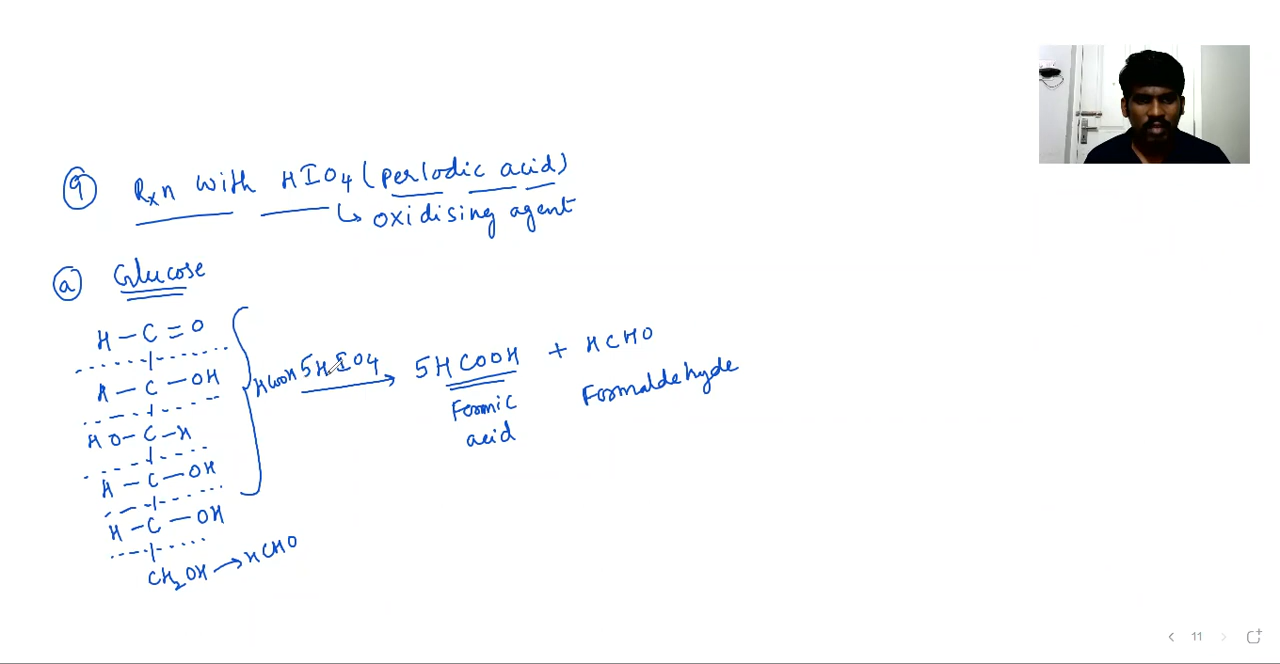 ⑨ Rxn with HIO4 (periodic acid)
↳ oxidising agent
ⓐ Glucose
H – C = O
H – C – OH
HO – C – H
H – C – OH
H – C – OH
CH2OH → HCHO
HCOOH 5HIO4 → 5HCOOH + HCHO
Formic acid
Formaldehyde
11